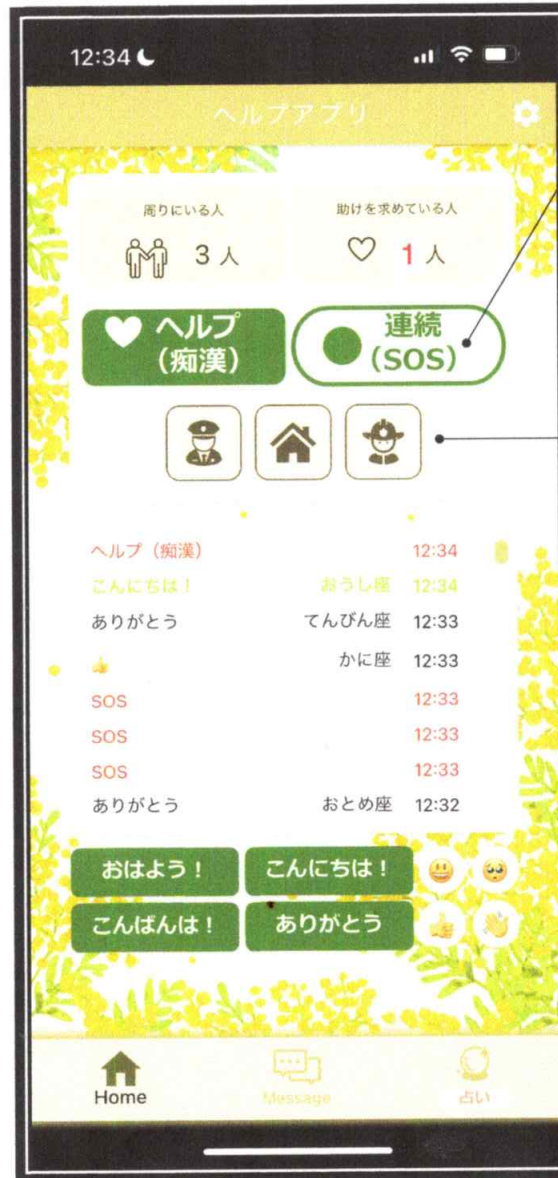 12:34
ヘルプアプリ
周りにいる人
助けを求めている人
3 人
1 人
ヘルプ
(痴漢)
連続
(SOS)
ヘルプ(痴漢) 12:34
こんにちは! おうし座 12:34
ありがとう てんびん座 12:33
👍 かに座 12:33
SOS 12:33
SOS 12:33
SOS 12:33
ありがとう おとめ座 12:32
おはよう!
こんにちは!
こんばんは!
ありがとう
Home
Message
占い